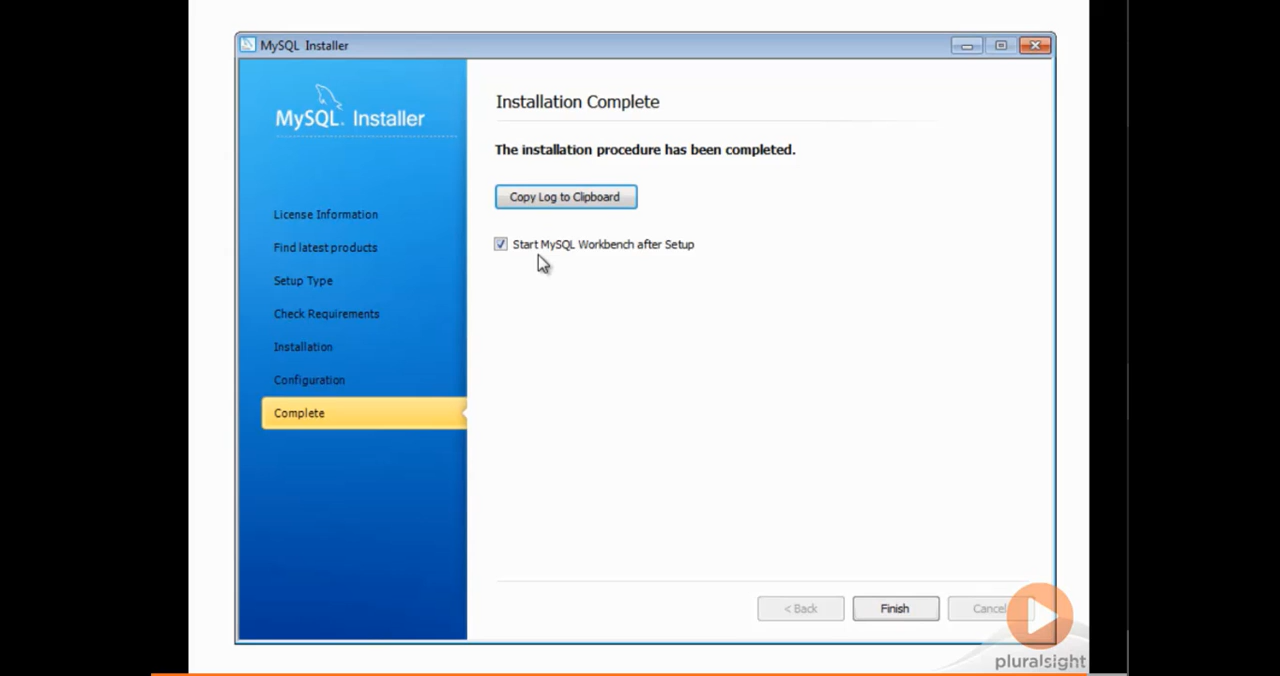 MySQL Installer
MySQL. Installer
License Information
Find latest products
Setup Type
Check Requirements
Installation
Configuration
Complete
Installation Complete
The installation procedure has been completed.
Copy Log to Clipboard
Start MySQL Workbench after Setup
< Back
Finish
Cancel
pluralsight